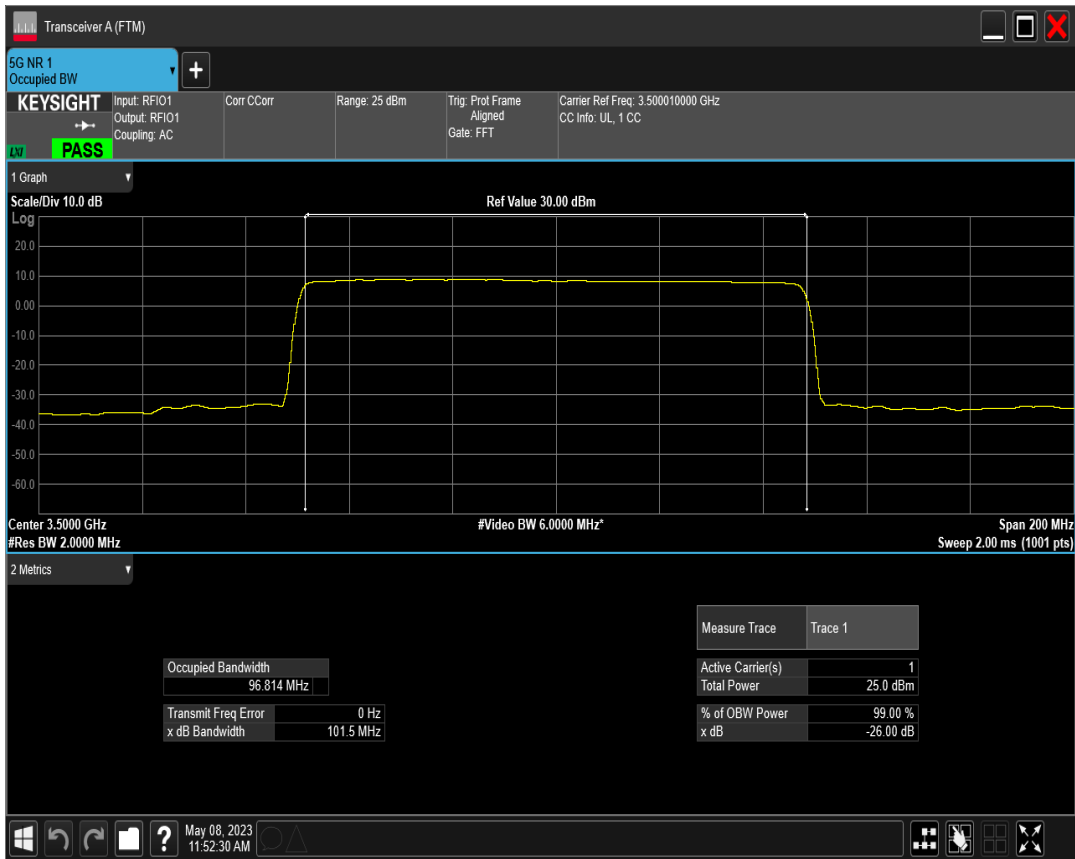 Transceiver A (FTM)
5G NR 1
Occupied BW
+
KEYSIGHT
LXI
PASS
Input: RFIO1
Output: RFIO1
Coupling: AC
Corr CCorr
Range: 25 dBm
Trig: Prot Frame
Aligned
Gate: FFT
Carrier Ref Freq: 3.500010000 GHz
CC Info: UL, 1 CC
1 Graph
Scale/Div 10.0 dB
Ref Value 30.00 dBm
Log
20.0
10.0
0.00
-10.0
-20.0
-30.0
-40.0
-50.0
-60.0
Center 3.5000 GHz
#Video BW 6.0000 MHz*
Span 200 MHz
#Res BW 2.0000 MHz
Sweep 2.00 ms (1001 pts)
2 Metrics
Measure Trace Trace 1
Occupied Bandwidth
96.814 MHz
Active Carrier(s) 1
Total Power 25.0 dBm
Transmit Freq Error 0 Hz
x dB Bandwidth 101.5 MHz
% of OBW Power 99.00 %
x dB -26.00 dB
?
May 08, 2023
11:52:30 AM